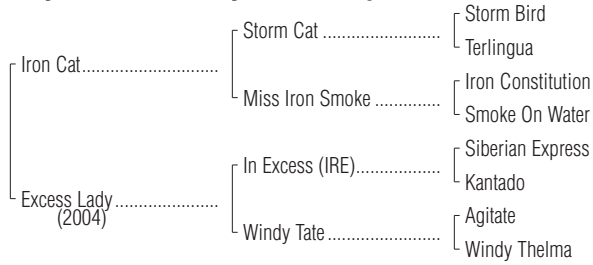 Storm Bird
Storm Cat ......................
Terlingua
Iron Cat..........................
Iron Constitution
Miss Iron Smoke ............
Smoke On Water
Siberian Express
In Excess (IRE)................
Kantado
Excess Lady ....................
(2004)
Agitate
Windy Tate .....................
Windy Thelma